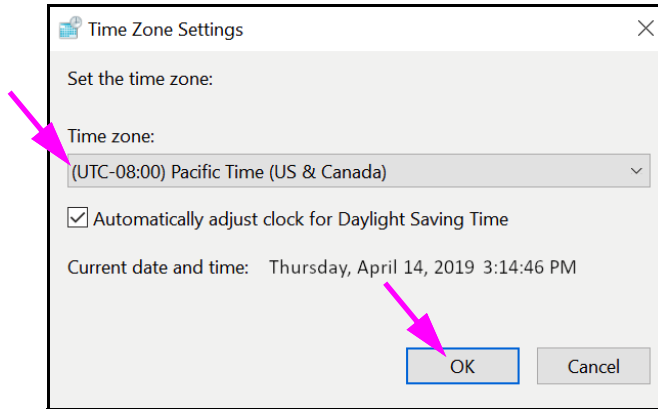 Time Zone Settings
Set the time zone:
Time zone:
(UTC-08:00) Pacific Time (US & Canada)
Automatically adjust clock for Daylight Saving Time
Current date and time: Thursday, April 14, 2019 3:14:46 PM
OK Cancel